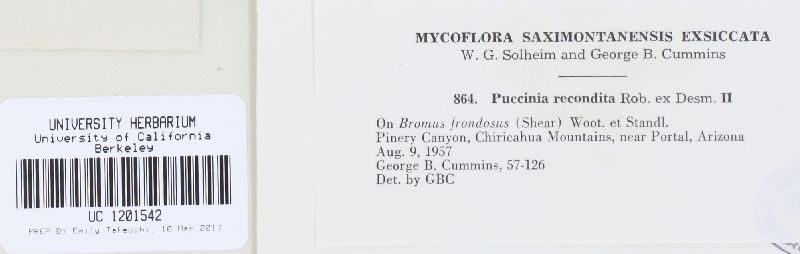 MYCOFLORA SAXIMONTANENSIS EXSICCATA
W. G. Solheim and George B. Cummins
864. Puccinia recondita Rob. ex Desm. II
On Bromus frondosus (Shear) Woot. et Standl.
Pinery Canyon, Chiricahua Mountains, near Portal, Arizona
Aug. 9, 1957
George B. Cummins, 57-126
Det. by GBC
UNIVERSITY HERBARIUM
University of California
Berkeley
UC 1201542
PREP BY Emily Takeuchi, 10 Mar 2017